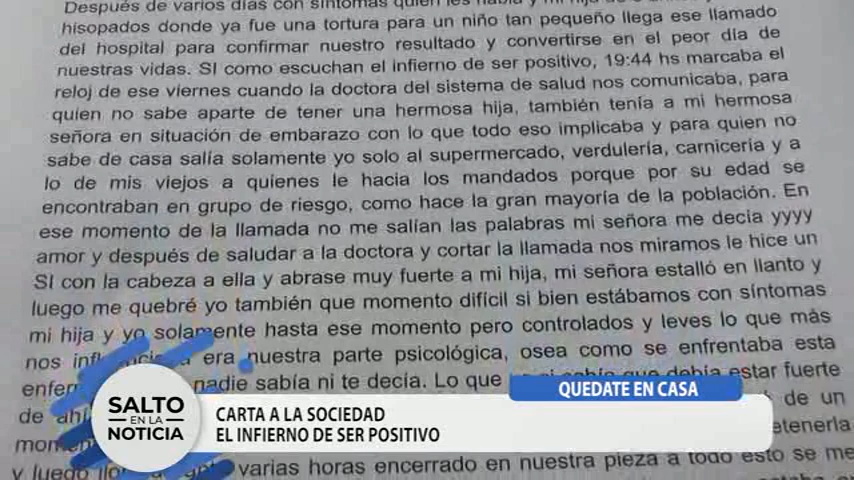 Después de varios días con síntomas quien les habla y mi hija de
hisopados donde ya fue una tortura para un niño tan pequeño llega ese llamado
del hospital para confirmar nuestro resultado y convertirse en el peor día de
nuestras vidas. SI como escuchan el infierno de ser positivo, 19:44 hs marcaba el
reloj de ese viernes cuando la doctora del sistema de salud nos comunicaba, para
quien no sabe aparte de tener una hermosa hija, también tenía a mi hermosa
señora en situación de embarazo con lo que todo eso implicaba y para quien no
sabe de casa salía solamente yo solo al supermercado, verdulería, carnicería y a
lo de mis viejos a quienes le hacia los mandados porque por su edad se
encontraban en grupo de riesgo, como hace la gran mayoría de la población. En
ese momento de la llamada no me salían las palabras mi señora me decia yyyy
amor y después de saludar a la doctora y cortar la llamada nos miramos le hice un
SI con la cabeza a ella y abrase muy fuerte a mi hija, mi señora estalló en llanto y
luego me quebré yo también que momento difícil si bien estábamos con síntomas
mi hija y yo solamente hasta ese momento pero controlados y leves lo que más
nos era nuestra parte psicológica, osea como se enfrentaba esta
nadie sabía ni te decía. Lo que que debía estar fuerte
de de un
y luego varias horas encerrado en nuestra pieza a todo esto se me
QUEDATE EN CASA
SALTO
EN LA
NOTICIA
CARTA A LA SOCIEDAD
EL INFIERNO DE SER POSITIVO